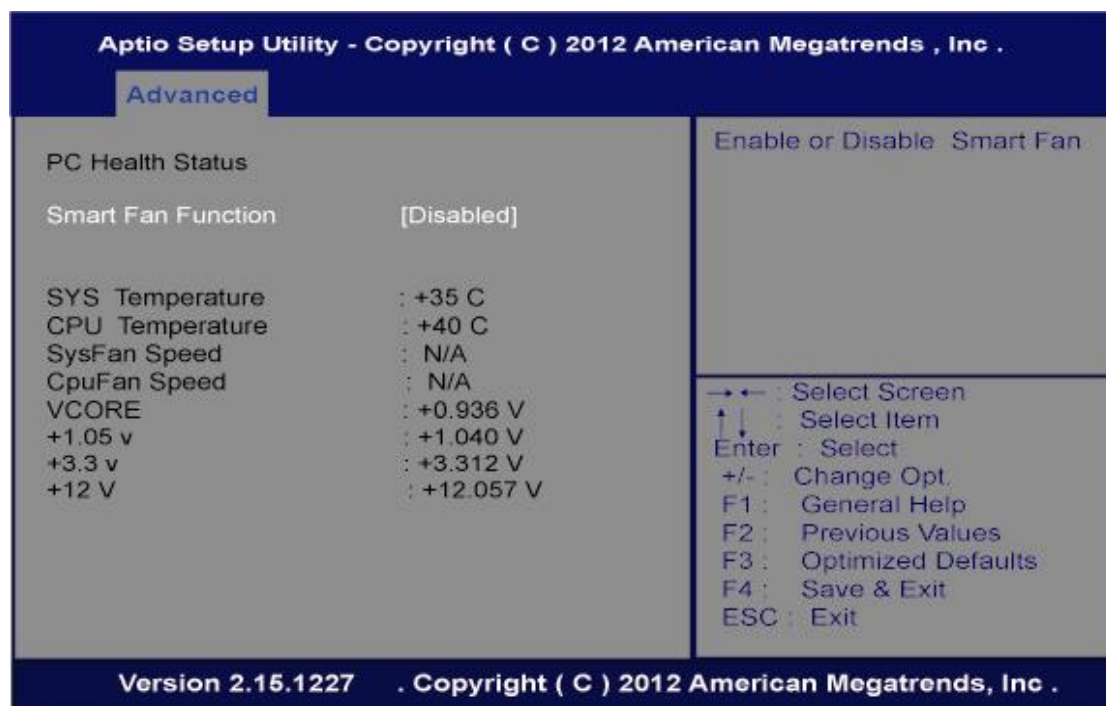 Aptio Setup Utility - Copyright ( C ) 2012 American Megatrends , Inc .
Advanced
PC Health Status
Smart Fan Function [Disabled]
SYS Temperature : +35 C
CPU Temperature : +40 C
SysFan Speed : N/A
CpuFan Speed : N/A
VCORE : +0.936 V
+1.05 v : +1.040 V
+3.3 v : +3.312 V
+12 V : +12.057 V
Enable or Disable Smart Fan
→ ← : Select Screen
↑ ↓ : Select Item
Enter : Select
+/- : Change Opt.
F1 : General Help
F2 : Previous Values
F3 : Optimized Defaults
F4 : Save & Exit
ESC : Exit
Version 2.15.1227 . Copyright ( C ) 2012 American Megatrends, Inc .